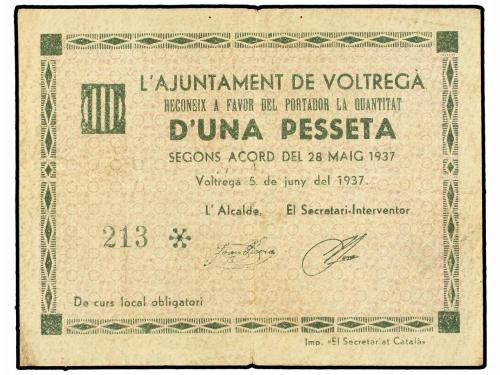 L'AJUNTAMENT DE VOLTREGÀ
RECONEIX A FAVOR DEL PORTADOR LA QUANTITAT
D'UNA PESSETA
SEGONS ACORD DEL 28 MAIG 1937
Voltregà 5 de juny del 1937.
L'Alcalde, El Secretari-Interventor
213 *
De curs local obligatori
Imp. «El Secretariat Català»